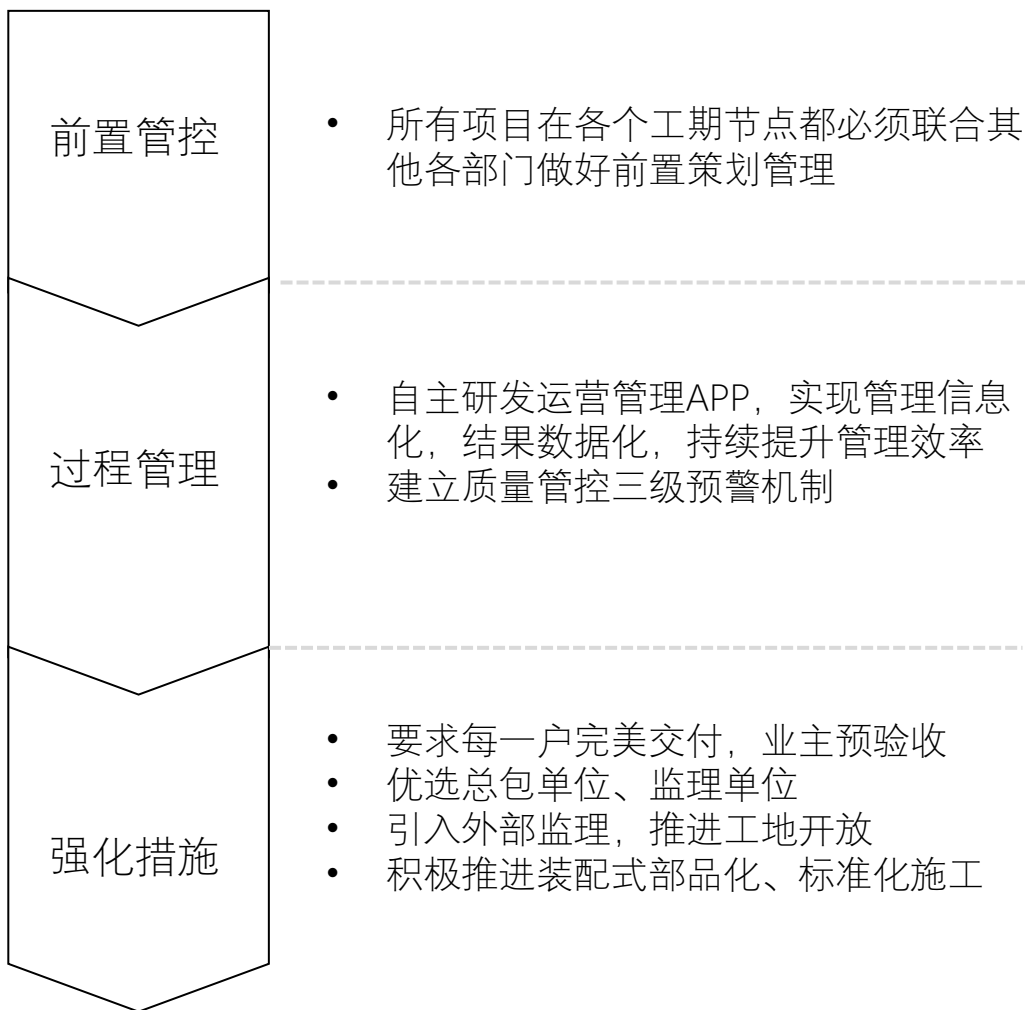 前置管控
• 所有项目在各个工期节点都必须联合其
他各部门做好前置策划管理
过程管理
• 自主研发运营管理APP，实现管理信息
化，结果数据化，持续提升管理效率
• 建立质量管控三级预警机制
强化措施
• 要求每一户完美交付，业主预验收
• 优选总包单位、监理单位
• 引入外部监理，推进工地开放
• 积极推进装配式部品化、标准化施工